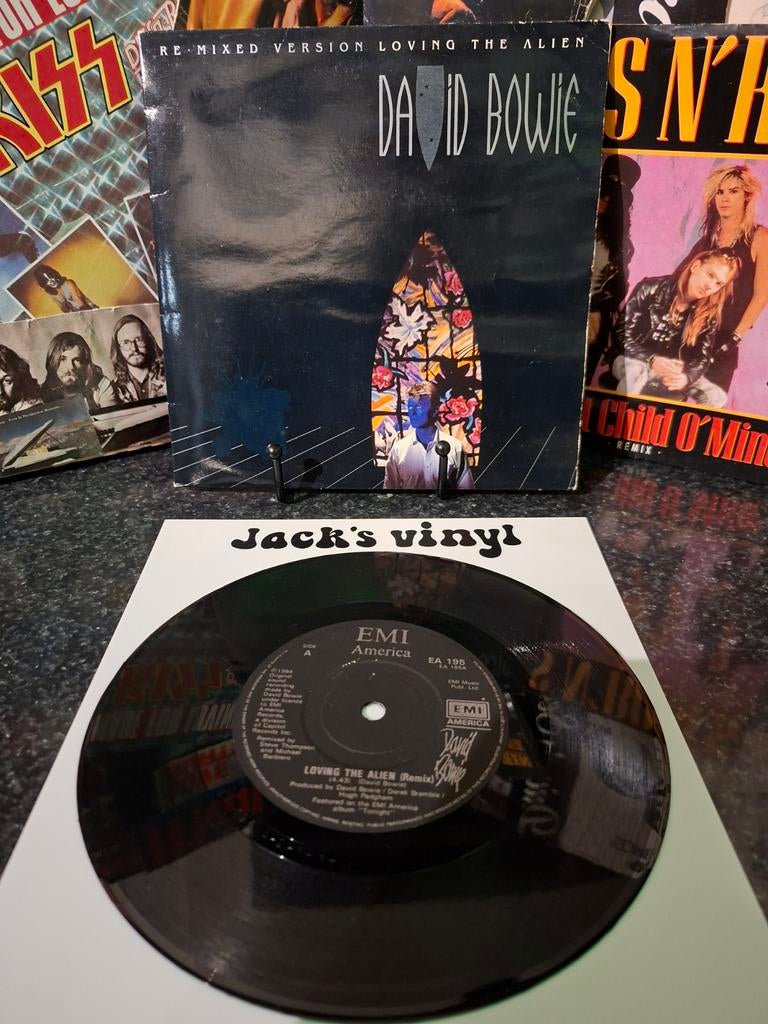 KISS
RE·MIXED VERSION LOVING THE ALIEN
DAViD BOWiE
S N'R
Child O'Min
REMIX
Jack's vinyl
EMI
America
SIDE
A
EA 195
EA 195A
℗1984
Original
sound
recording
made by
David Bowie
under licence
to EMI
America
Records,
a division
of Capitol
Records Inc.
Remixed by
Steve Thompson
and Michael
Barbiero
EMI Music
Publ. Ltd.
EMI
AMERICA
David
Bowie
LOVING THE ALIEN (Remix)
(4.43) (David Bowie)
Produced by David Bowie / Derek Bramble /
Hugh Padgham
Featured on the EMI America
album "Tonight"